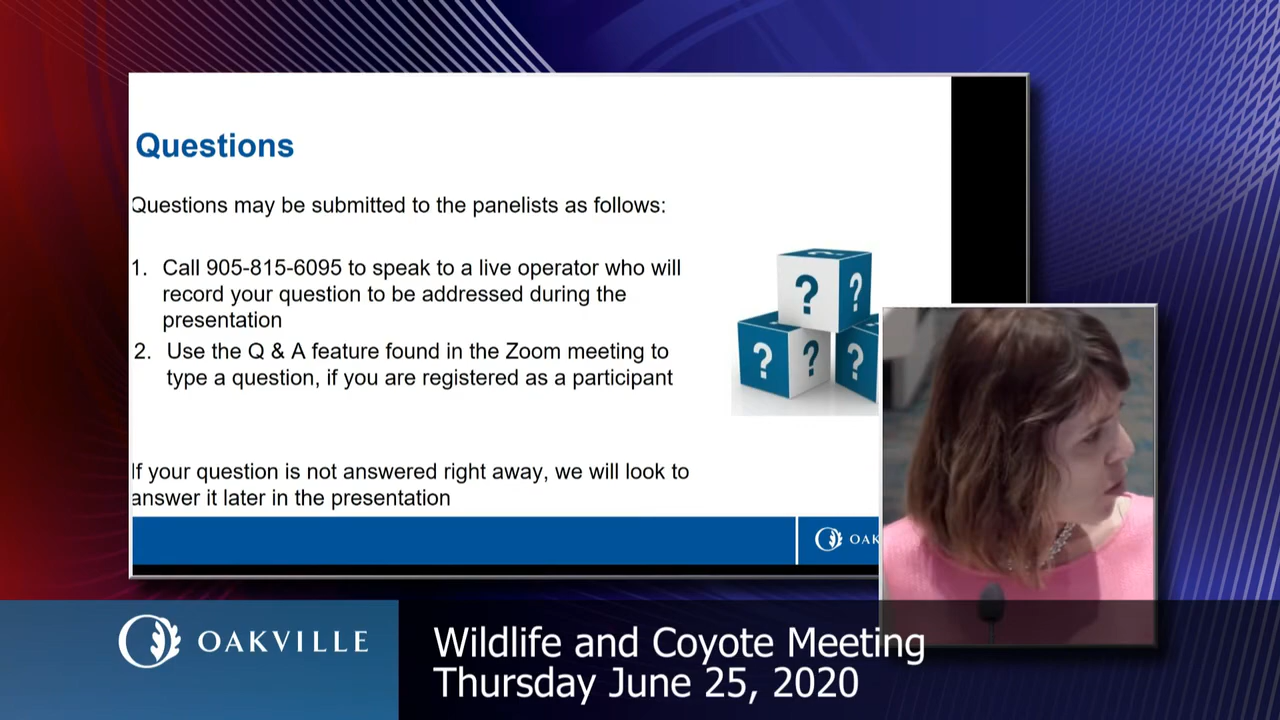 Questions
Questions may be submitted to the panelists as follows:
1. Call 905-815-6095 to speak to a live operator who will
record your question to be addressed during the
presentation
2. Use the Q & A feature found in the Zoom meeting to
type a question, if you are registered as a participant
? ?
? ? ?
If your question is not answered right away, we will look to
answer it later in the presentation
OAK
OAKVILLE
Wildlife and Coyote Meeting
Thursday June 25, 2020